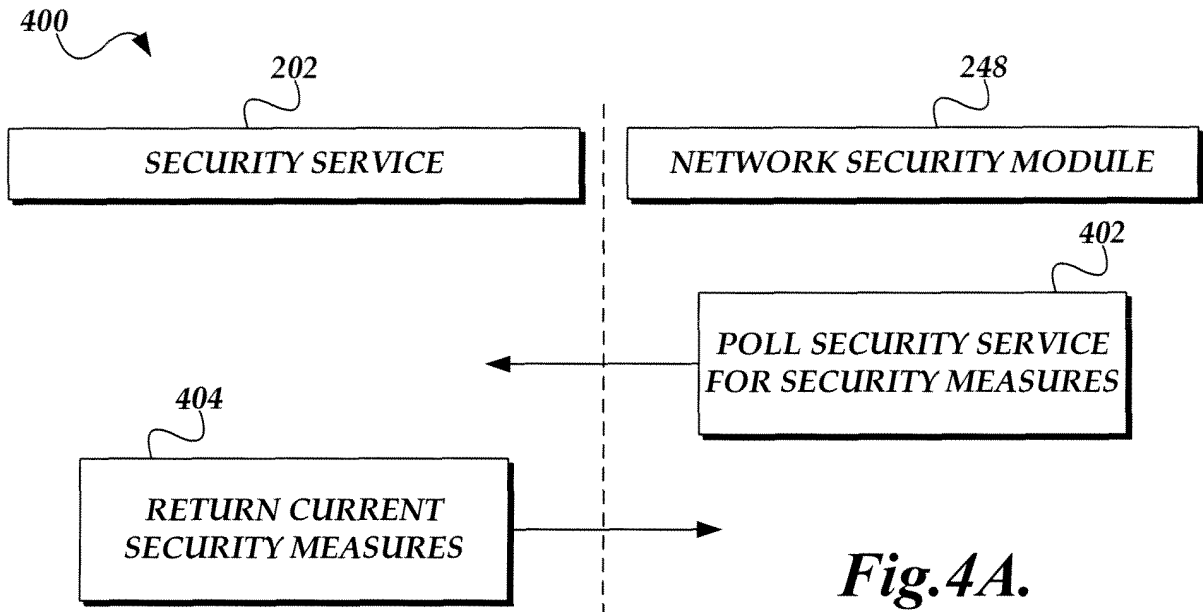 400
202
248
SECURITY SERVICE
NETWORK SECURITY MODULE
402
POLL SECURITY SERVICE
FOR SECURITY MEASURES
404
RETURN CURRENT
SECURITY MEASURES
Fig.4A.